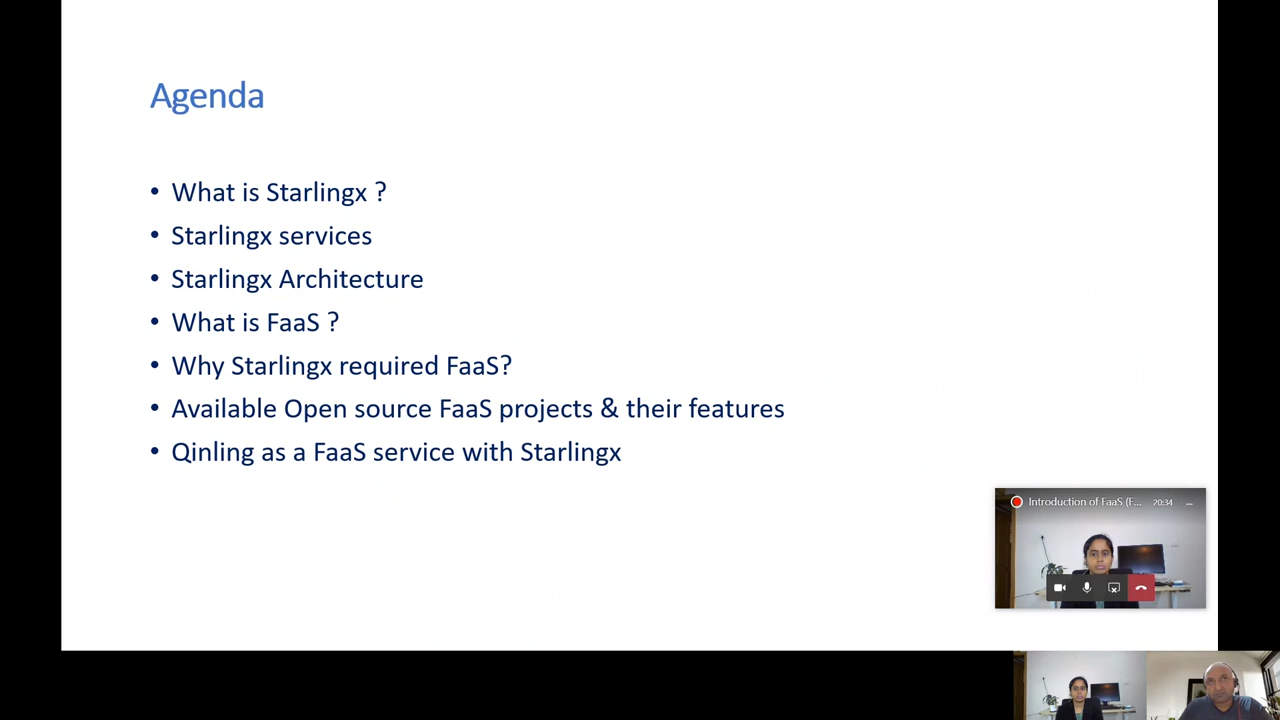 Agenda
• What is Starlingx ?
• Starlingx services
• Starlingx Architecture
• What is FaaS ?
• Why Starlingx required FaaS?
• Available Open source FaaS projects & their features
• Qinling as a FaaS service with Starlingx
Introduction of FaaS (F... 20:34